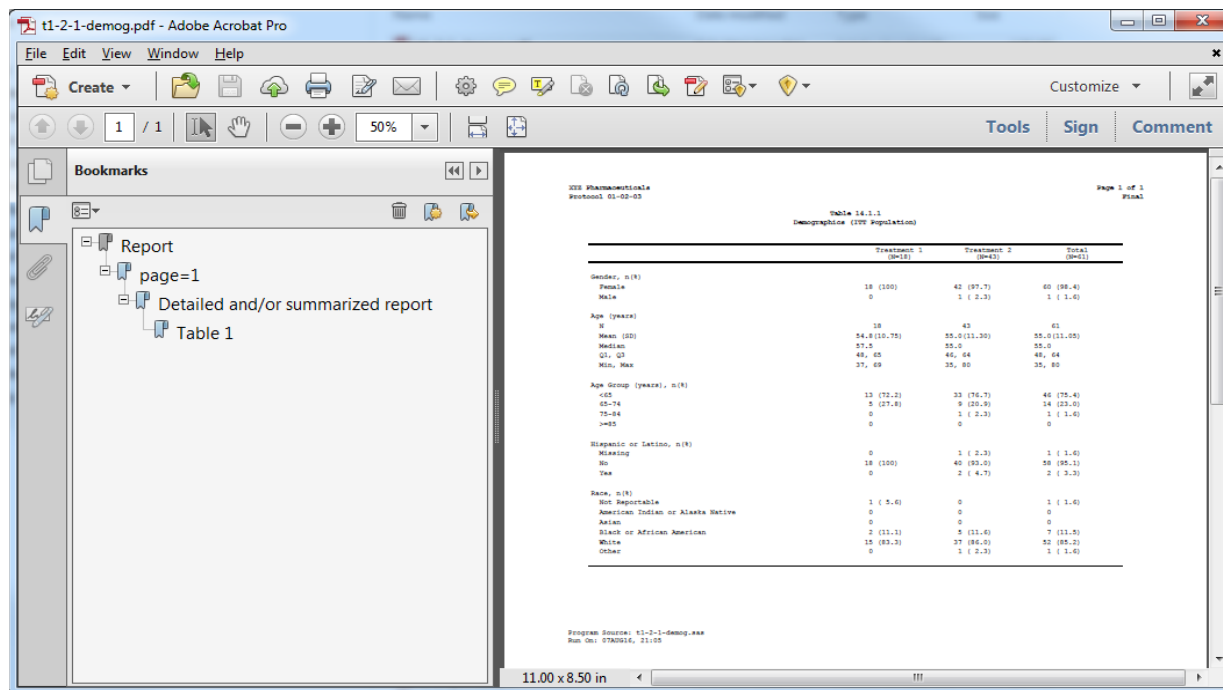 t1-2-1-demog.pdf - Adobe Acrobat Pro
File Edit View Window Help
Create Customize
1 / 1 50% Tools Sign Comment
Bookmarks
Report
page=1
Detailed and/or summarized report
Table 1
XYZ Pharmaceuticals Page 1 of 1
Protocol 01-02-03 Final
Table 14.1.1
Demographics (ITT Population)
Treatment 1 Treatment 2 Total
(N=18) (N=43) (N=61)
Gender, n(%)
Female 18 (100) 42 (97.7) 60 (98.4)
Male 0 1 ( 2.3) 1 ( 1.6)
Age (years)
N 18 43 61
Mean (SD) 54.8(10.75) 55.0(11.30) 55.0(11.05)
Median 57.5 55.0 55.0
Q1, Q3 48, 65 46, 64 48, 64
Min, Max 37, 69 35, 80 35, 80
Age Group (years), n(%)
<65 13 (72.2) 33 (76.7) 46 (75.4)
65-74 5 (27.8) 9 (20.9) 14 (23.0)
75-84 0 1 ( 2.3) 1 ( 1.6)
>=85 0 0 0
Hispanic or Latino, n(%)
Missing 0 1 ( 2.3) 1 ( 1.6)
No 18 (100) 40 (93.0) 58 (95.1)
Yes 0 2 ( 4.7) 2 ( 3.3)
Race, n(%)
Not Reportable 1 ( 5.6) 0 1 ( 1.6)
American Indian or Alaska Native 0 0 0
Asian 0 0 0
Black or African American 2 (11.1) 5 (11.6) 7 (11.5)
White 15 (83.3) 37 (86.0) 52 (85.2)
Other 0 1 ( 2.3) 1 ( 1.6)
Program Source: t1-2-1-demog.sas
Run On: 07AUG16, 21:05
11.00 x 8.50 in